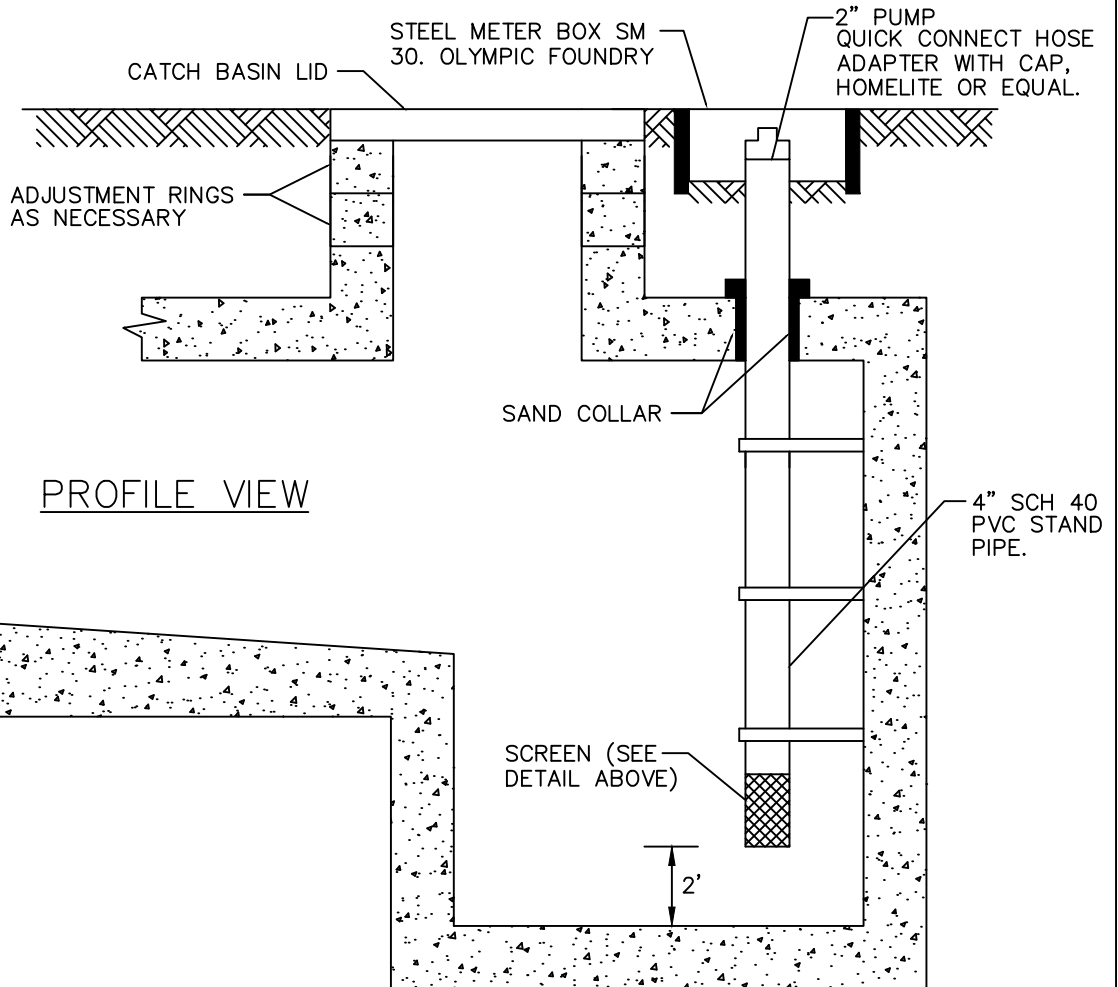 2” PUMP
QUICK CONNECT HOSE
ADAPTER WITH CAP,
HOMELITE OR EQUAL.
STEEL METER BOX SM
30. OLYMPIC FOUNDRY
CATCH BASIN LID
ADJUSTMENT RINGS
AS NECESSARY
SAND COLLAR
PROFILE VIEW
4” SCH 40
PVC STAND
PIPE.
SCREEN (SEE
DETAIL ABOVE)
2’